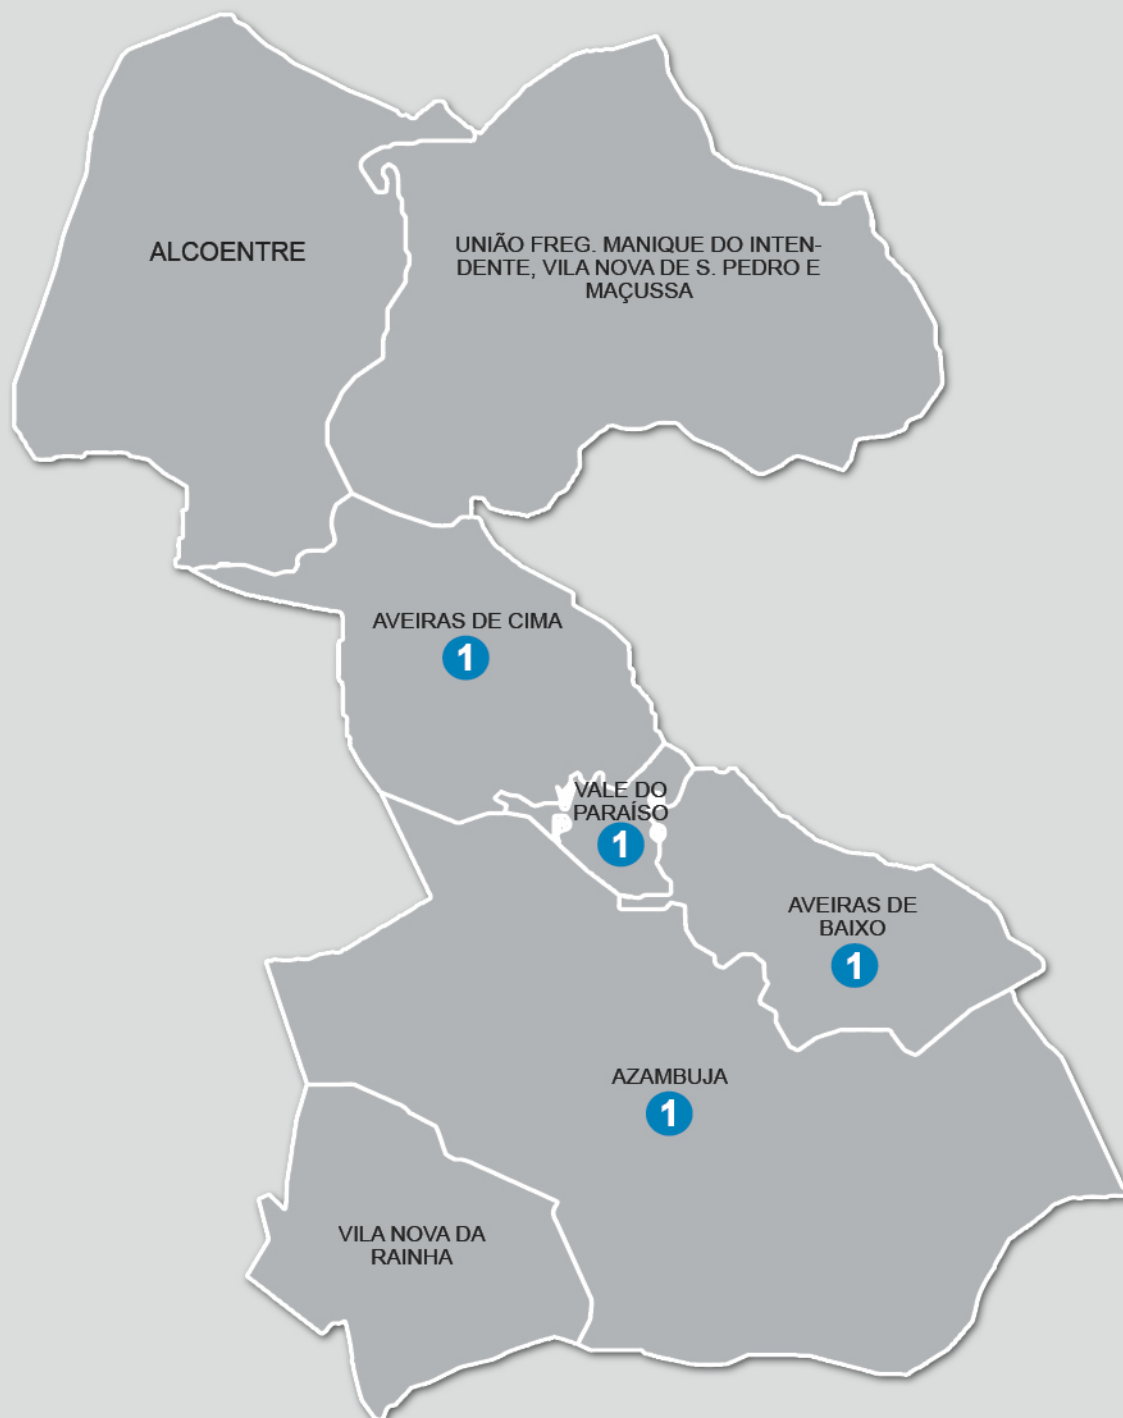 ALCOENTRE
UNIÃO FREG. MANIQUE DO INTEN-
DENTE, VILA NOVA DE S. PEDRO E
MAÇUSSA
AVEIRAS DE CIMA
1
VALE DO
PARAÍSO
1
AVEIRAS DE
BAIXO
1
AZAMBUJA
1
VILA NOVA DA
RAINHA